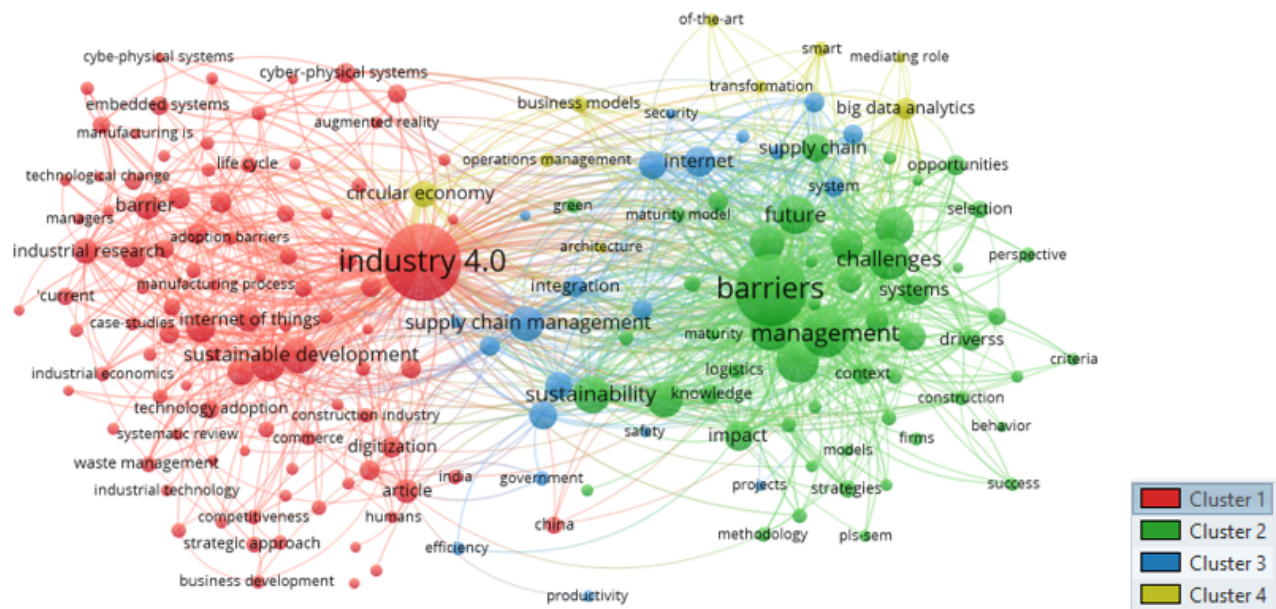 of-the-art
cybe-physical systems
smart
mediating role
cyber-physical systems
transformation
embedded systems
business models
big data analytics
security
augmented reality
manufacturing is
supply chain
life cycle
operations management
internet
opportunities
technological change
system
circular economy
barrier
green
maturity model
future
selection
managers
adoption barriers
architecture
industrial research
perspective
industry 4.0
challenges
manufacturing process
integration
barriers
systems
'current
case-studies
internet of things
supply chain management
maturity
management
driverss
sustainable development
criteria
industrial economics
logistics
context
sustainability
knowledge
technology adoption
construction industry
construction
systematic review
commerce
safety
impact
firms
behavior
digitization
models
waste management
india
government
projects
strategies
success
industrial technology
article
competitiveness
humans
china
methodology
pls-sem
strategic approach
efficiency
business development
productivity
Cluster 1
Cluster 2
Cluster 3
Cluster 4